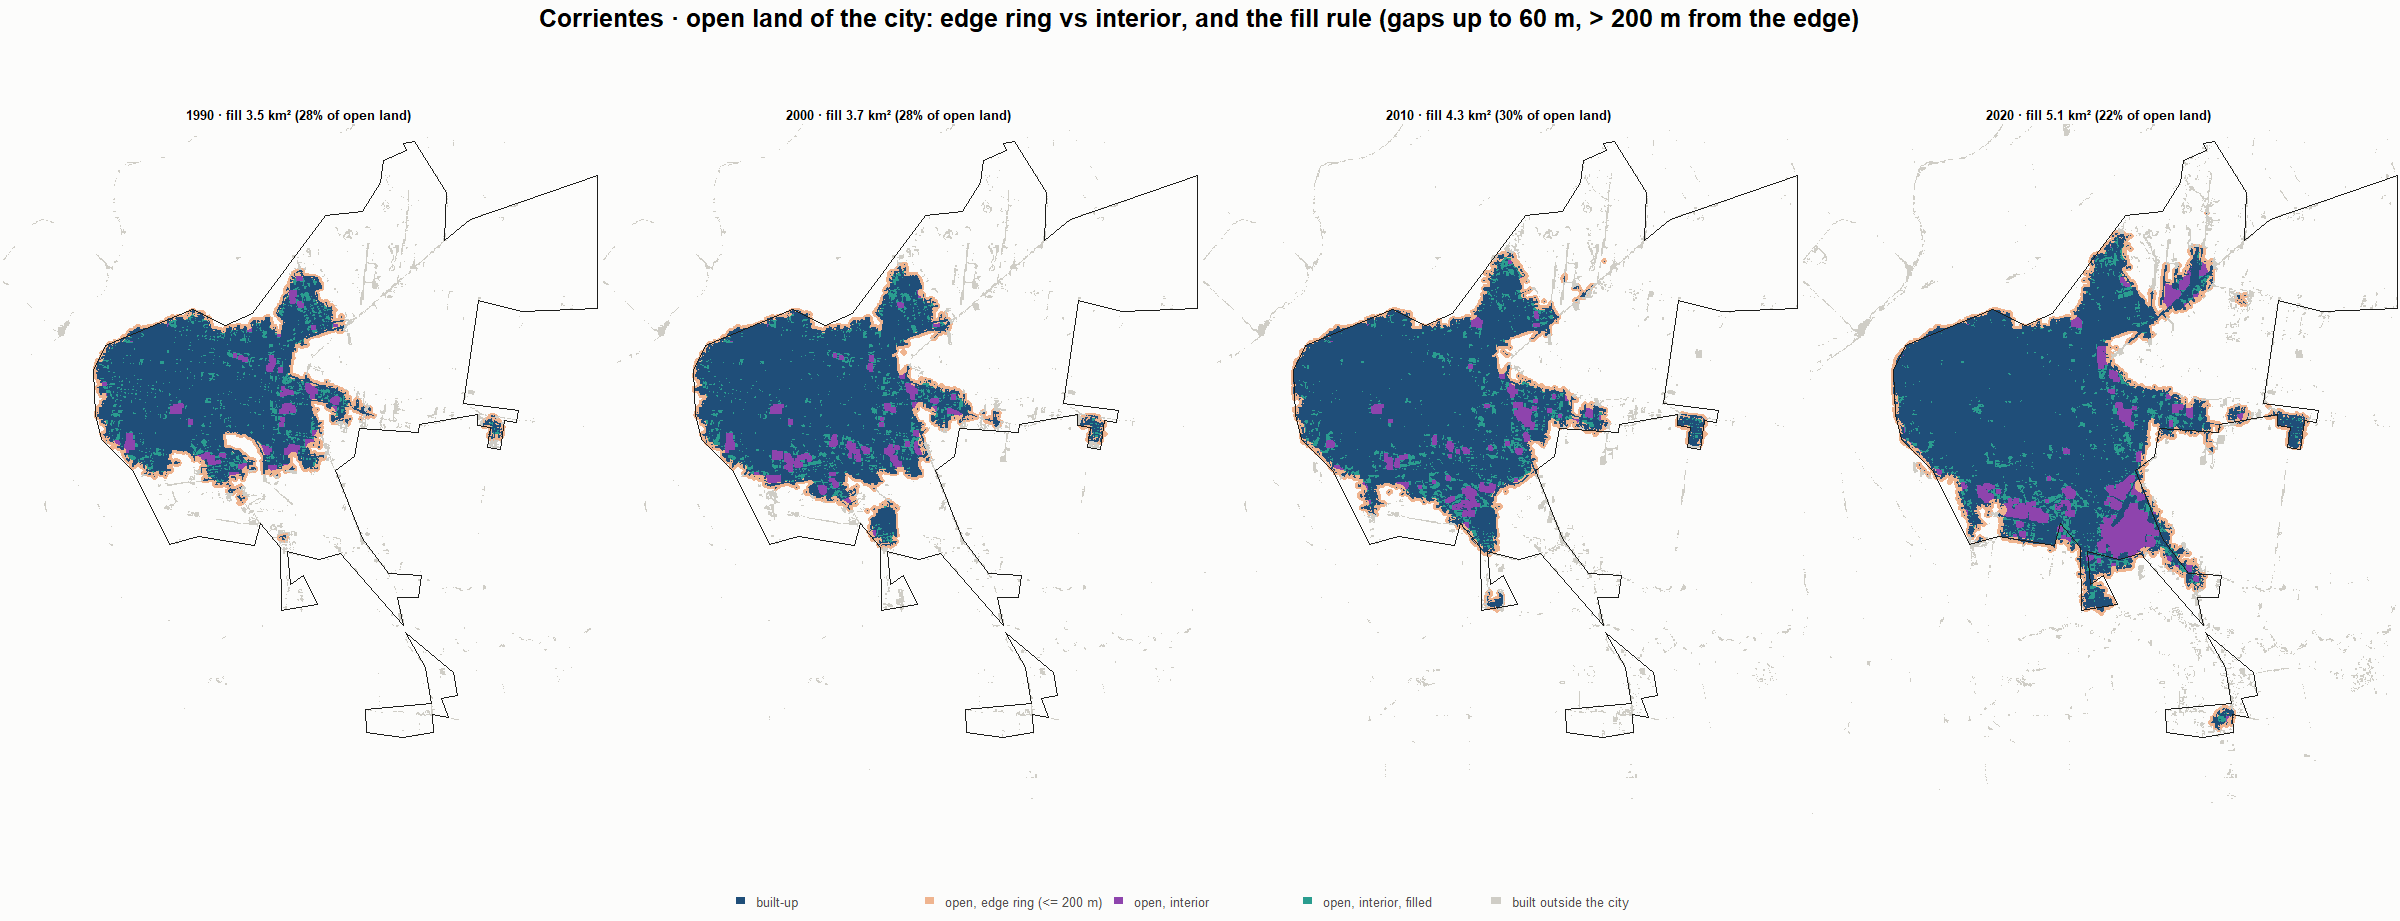 Corrientes · open land of the city: edge ring vs interior, and the fill rule (gaps up to 60 m, > 200 m from the edge)
1990 · fill 3.5 km² (28% of open land)
2000 · fill 3.7 km² (28% of open land)
2010 · fill 4.3 km² (30% of open land)
2020 · fill 5.1 km² (22% of open land)
built-up
open, edge ring (<= 200 m)
open, interior
open, interior, filled
built outside the city